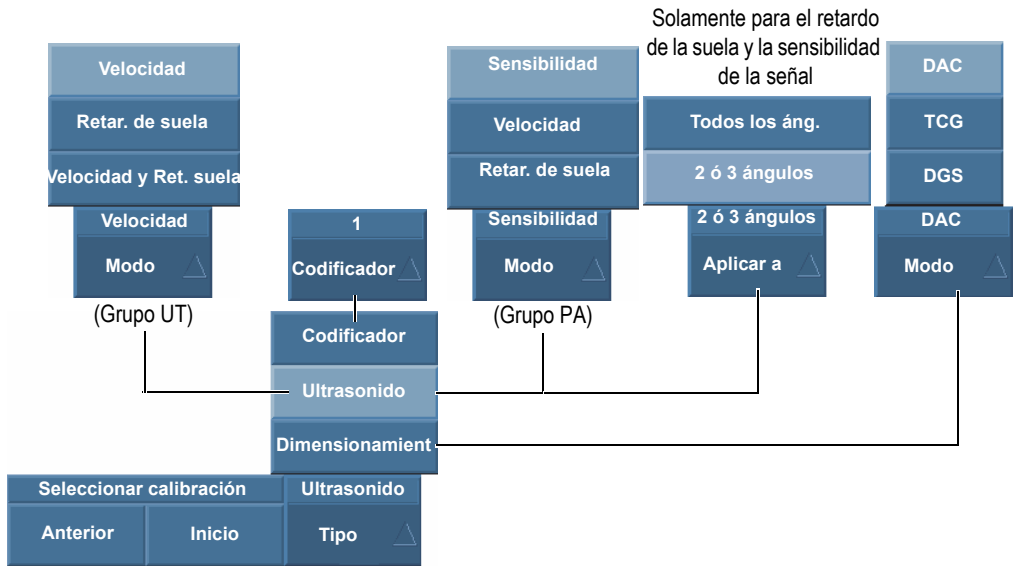 Solamente para el retardo
de la suela y la sensibilidad
de la señal
Velocidad
Retar. de suela
Velocidad y Ret. suela
Velocidad
Modo
(Grupo UT)
1
Codificador
Sensibilidad
Velocidad
Retar. de suela
Sensibilidad
Modo
(Grupo PA)
Todos los áng.
2 ó 3 ángulos
2 ó 3 ángulos
Aplicar a
DAC
TCG
DGS
DAC
Modo
Codificador
Ultrasonido
Dimensionamient
Seleccionar calibración
Ultrasonido
Anterior
Inicio
Tipo